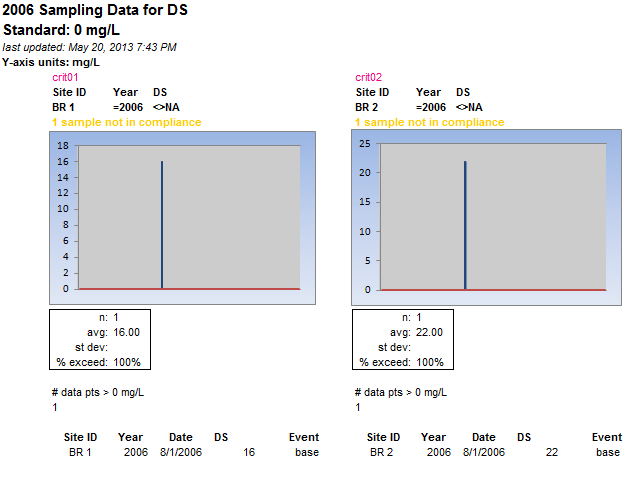 2006 Sampling Data for DS
Standard: 0 mg/L
last updated: May 20, 2013 7:43 PM
Y-axis units: mg/L
crit01
Site ID Year DS
BR 1 =2006 <>NA
1 sample not in compliance
18
16
14
12
10
8
6
4
2
0
n: 1
avg: 16.00
st dev:
% exceed: 100%
# data pts > 0 mg/L
1
Site ID Year Date DS Event
BR 1 2006 8/1/2006 16 base
crit02
Site ID Year DS
BR 2 =2006 <>NA
1 sample not in compliance
25
20
15
10
5
0
n: 1
avg: 22.00
st dev:
% exceed: 100%
# data pts > 0 mg/L
1
Site ID Year Date DS Event
BR 2 2006 8/1/2006 22 base